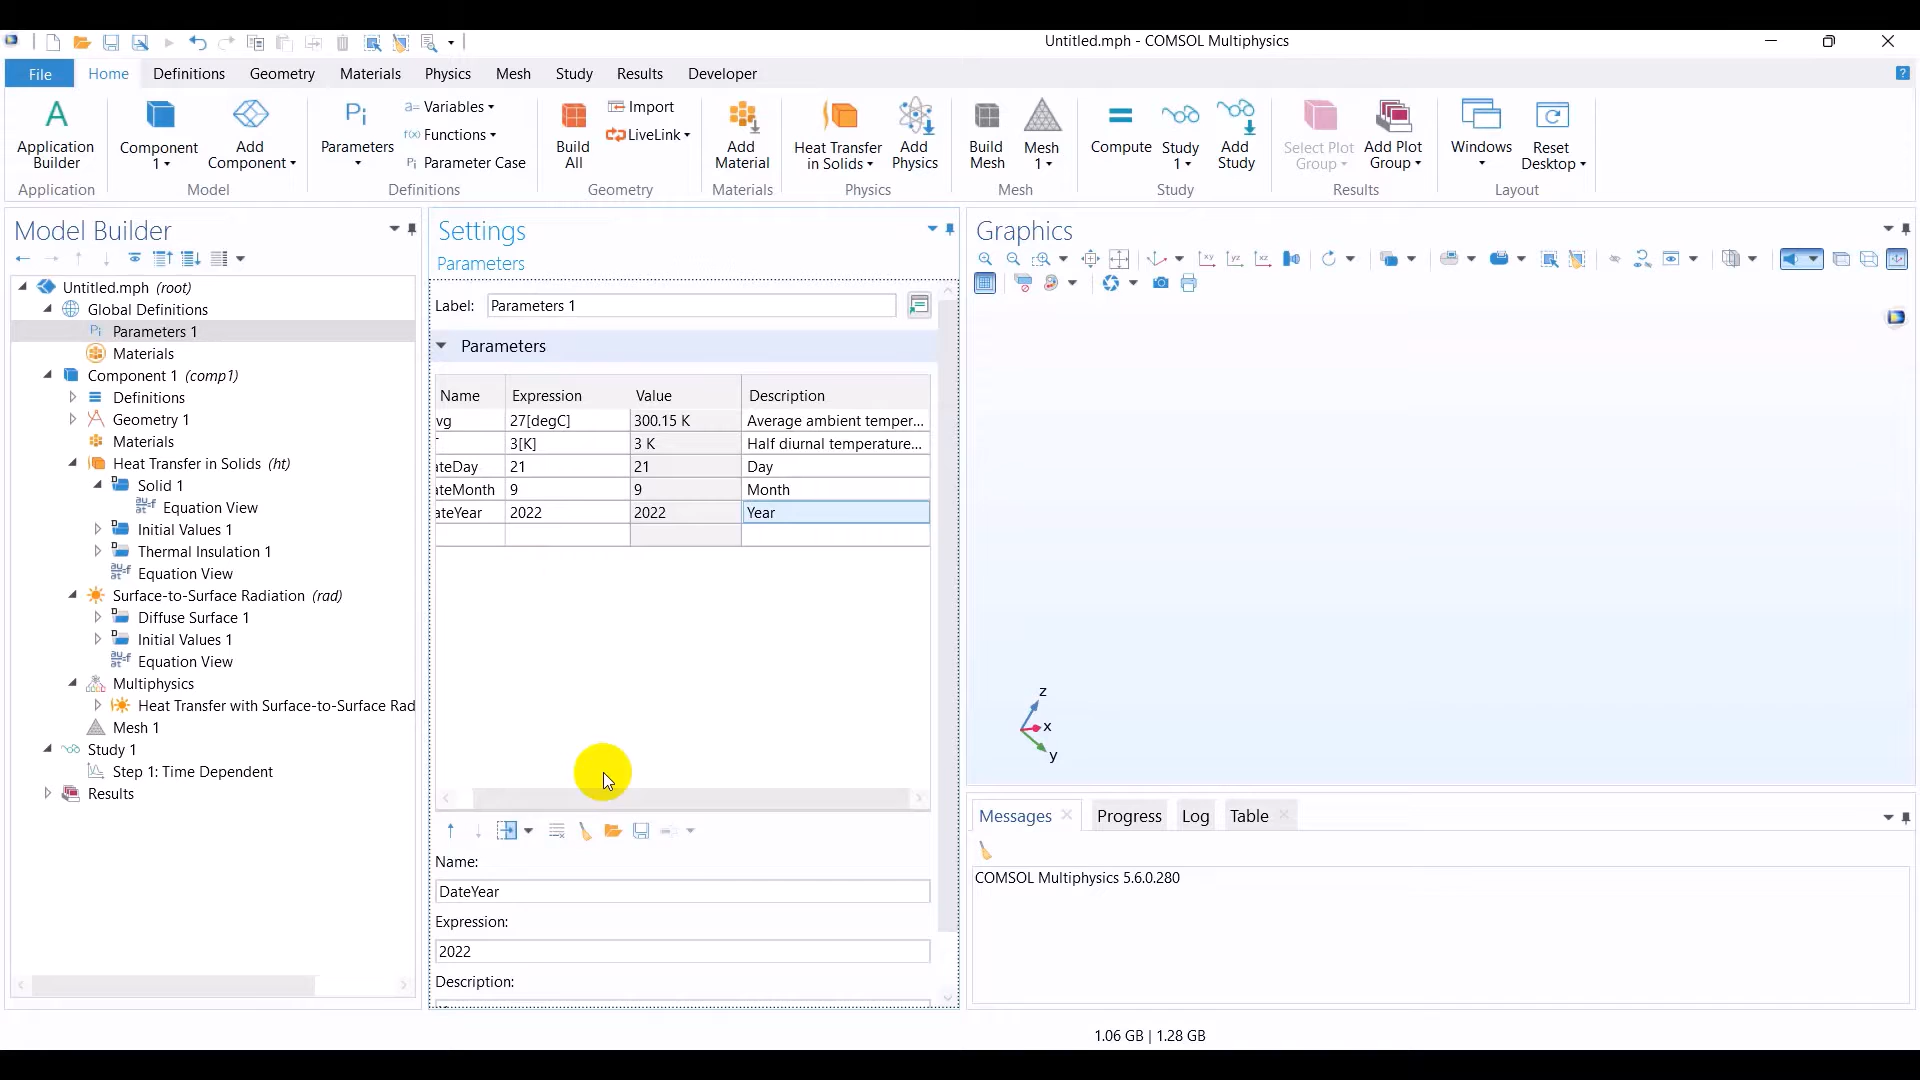 Untitled.mph - COMSOL Multiphysics
File Home Definitions Geometry Materials Physics Mesh Study Results Developer
Application Builder
Component 1
Add Component
Parameters
a= Variables
f(x) Functions
Pi Parameter Case
Build All
Import
LiveLink
Add Material
Heat Transfer in Solids
Add Physics
Build Mesh
Mesh 1
Compute
Study 1
Add Study
Select Plot Group
Add Plot Group
Windows
Reset Desktop
Application Model Definitions Geometry Materials Physics Mesh Study Results Layout
Model Builder
Untitled.mph (root)
Global Definitions
Pi Parameters 1
Materials
Component 1 (comp1)
Definitions
Geometry 1
Materials
Heat Transfer in Solids (ht)
Solid 1
Equation View
Initial Values 1
Thermal Insulation 1
Equation View
Surface-to-Surface Radiation (rad)
Diffuse Surface 1
Initial Values 1
Equation View
Multiphysics
Heat Transfer with Surface-to-Surface Rad
Mesh 1
Study 1
Step 1: Time Dependent
Results
Settings
Parameters
Label: Parameters 1
Parameters
Name Expression Value Description
vg 27[degC] 300.15 K Average ambient temper...
3[K] 3 K Half diurnal temperature...
ateDay 21 21 Day
ateMonth 9 9 Month
ateYear 2022 2022 Year
Name:
DateYear
Expression:
2022
Description:
Graphics
z
x
y
Messages Progress Log Table
COMSOL Multiphysics 5.6.0.280
1.06 GB | 1.28 GB